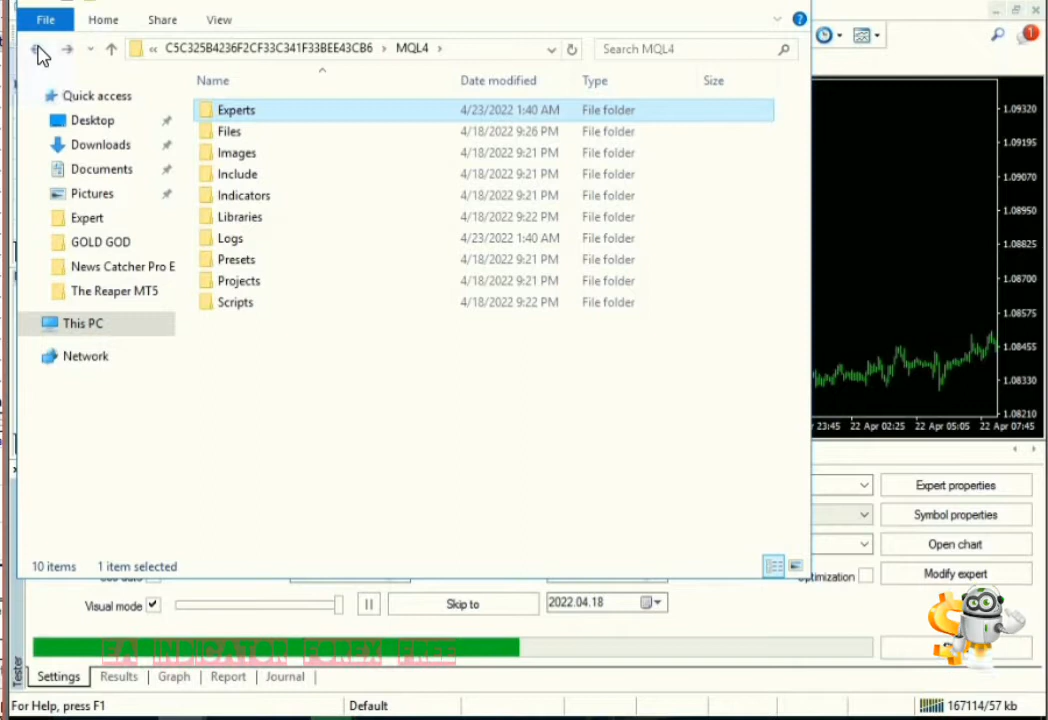 File Home Share View
« C5C325B4236F2CF33C341F33BEE43CB6 › MQL4 › Search MQL4
1
Name Date modified Type Size
Quick access
Desktop
Downloads
Documents
Pictures
Expert
GOLD GOD
News Catcher Pro E
The Reaper MT5
This PC
Network
Experts 4/23/2022 1:40 AM File folder
Files 4/18/2022 9:26 PM File folder
Images 4/18/2022 9:21 PM File folder
Include 4/18/2022 9:21 PM File folder
Indicators 4/18/2022 9:21 PM File folder
Libraries 4/18/2022 9:22 PM File folder
Logs 4/23/2022 1:40 AM File folder
Presets 4/18/2022 9:21 PM File folder
Projects 4/18/2022 9:21 PM File folder
Scripts 4/18/2022 9:22 PM File folder
10 items 1 item selected
1.09320
1.09195
1.09070
1.08950
1.08825
1.08700
1.08575
1.08455
1.08330
1.08210
23:45 22 Apr 02:25 22 Apr 05:05 22 Apr 07:45
Expert properties
Symbol properties
Open chart
Modify expert
Visual mode Skip to 2022.04.18
EA INDICATOR FOREX FREE
Tester
Settings Results Graph Report Journal
For Help, press F1 Default 167114/57 kb